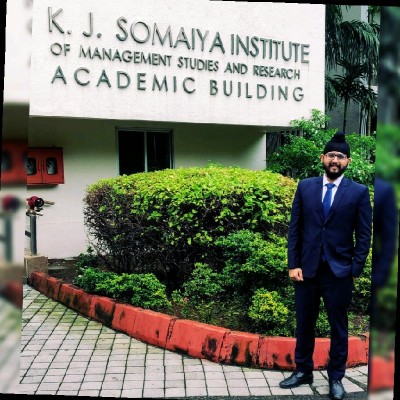 K. J. SOMAIYA INSTITUTE
OF MANAGEMENT STUDIES AND RESEARCH
ACADEMIC BUILDING